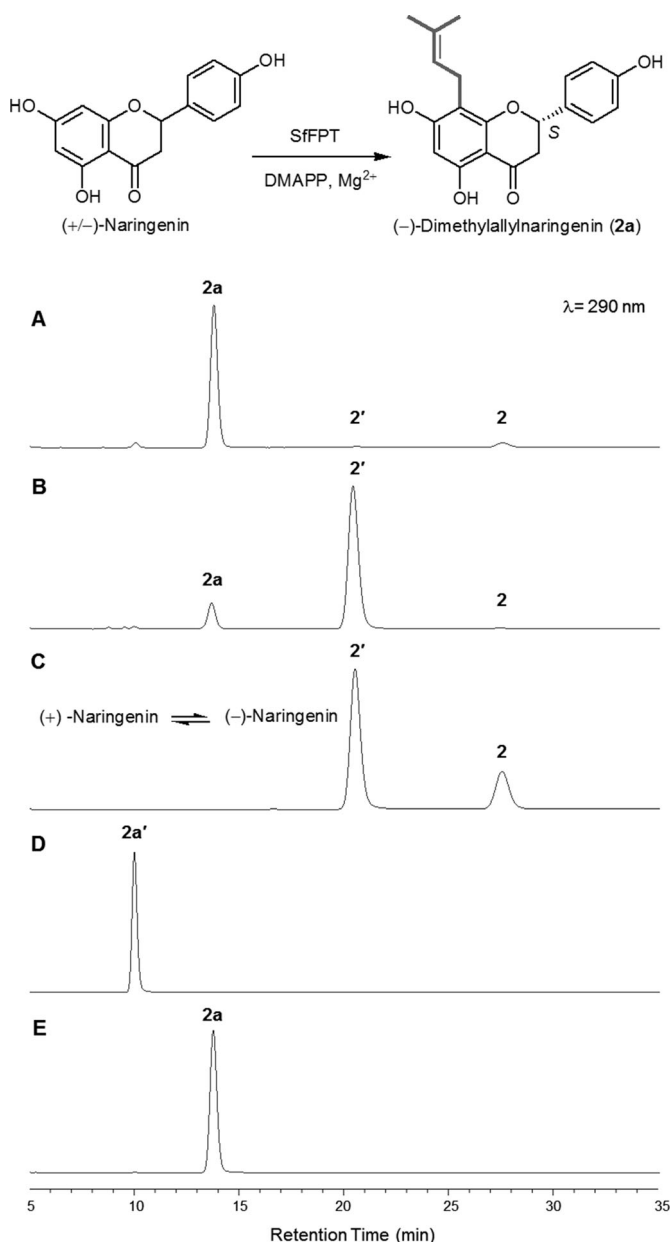 OH
HO
O
OH
O
(+/−)-Naringenin
SfFPT
DMAPP, Mg²⁺
OH
HO
O
S
OH
O
(−)-Dimethylallylnaringenin (2a)
A
2a
2′
2
λ= 290 nm
B
2a
2′
2
C
2′
2
(+) -Naringenin
(−)-Naringenin
D
2a′
E
2a
5 10 15 20 25 30 35
Retention Time (min)